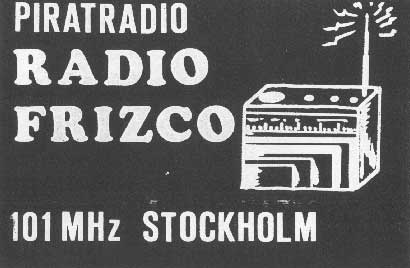 PIRATRADIO
RADIO
FRIZCO
101 MHz STOCKHOLM